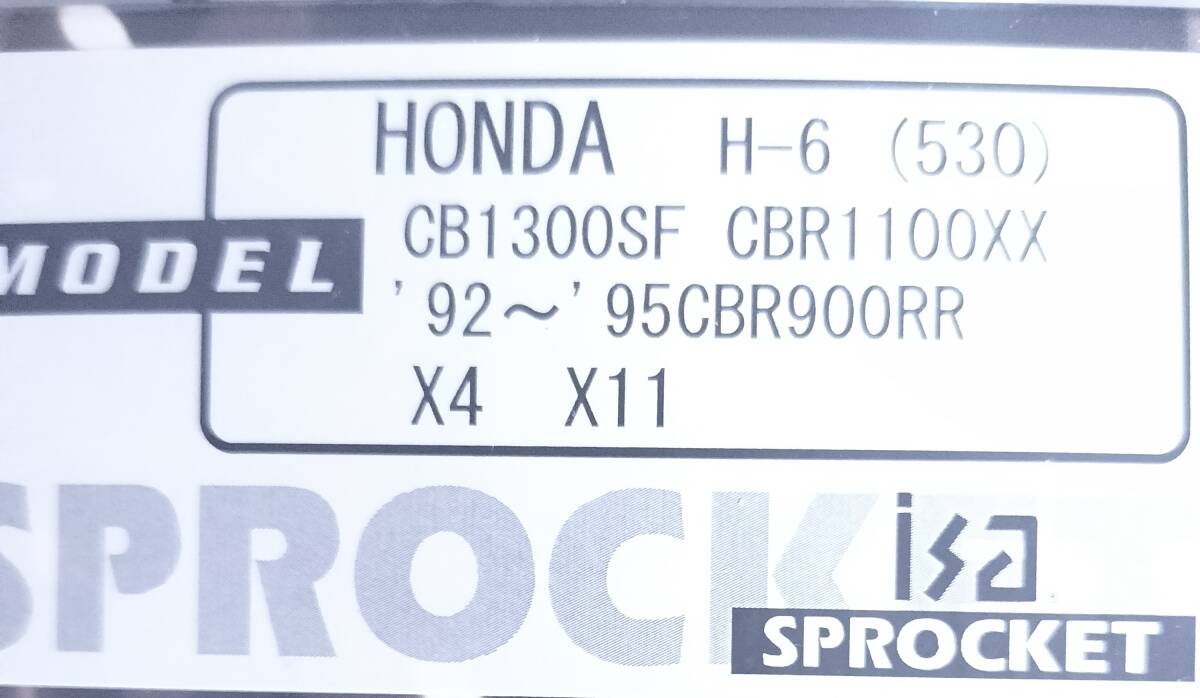 HONDA H-6 (530)
MODEL
CB1300SF CBR1100XX
'92～'95CBR900RR
X4 X11
SPROCK
isa
SPROCKET